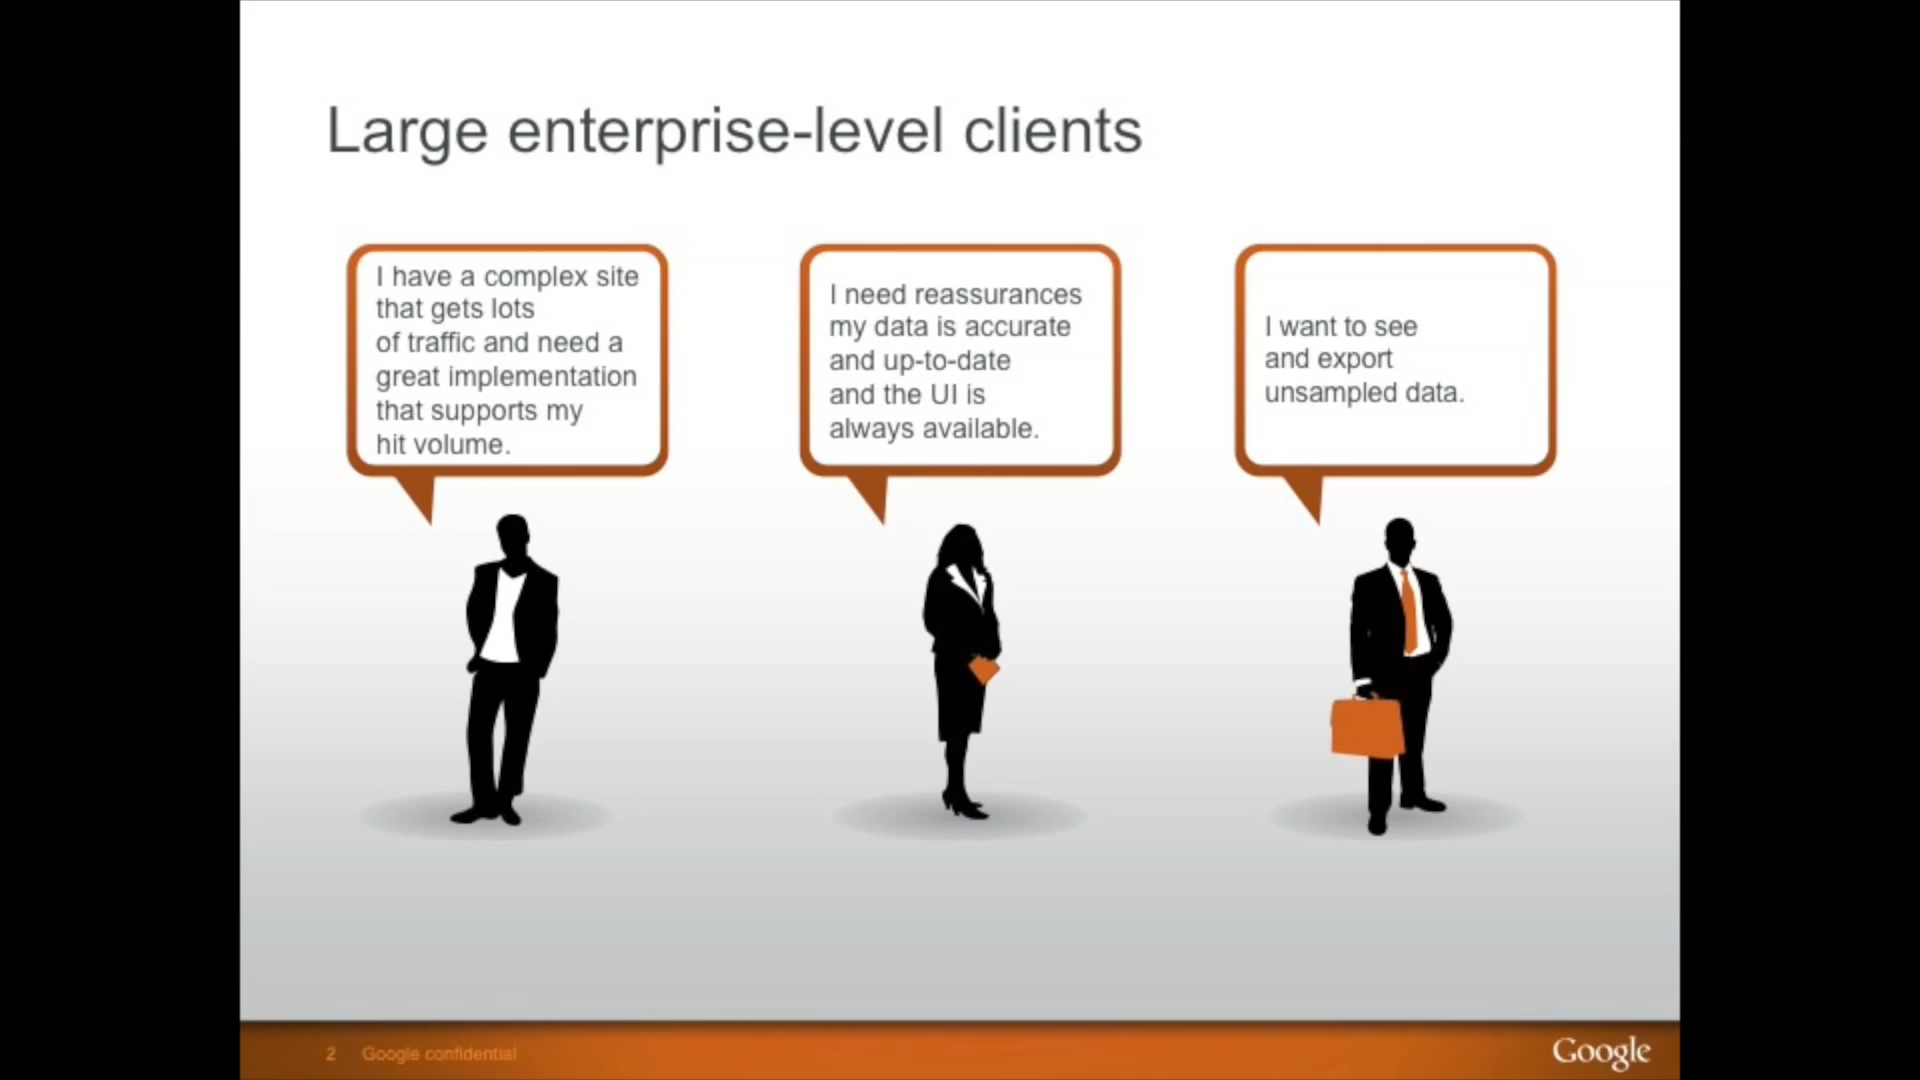 Large enterprise-level clients
I have a complex site
that gets lots
of traffic and need a
great implementation
that supports my
hit volume.
I need reassurances
my data is accurate
and up-to-date
and the UI is
always available.
I want to see
and export
unsampled data.
2 Google confidential
Google